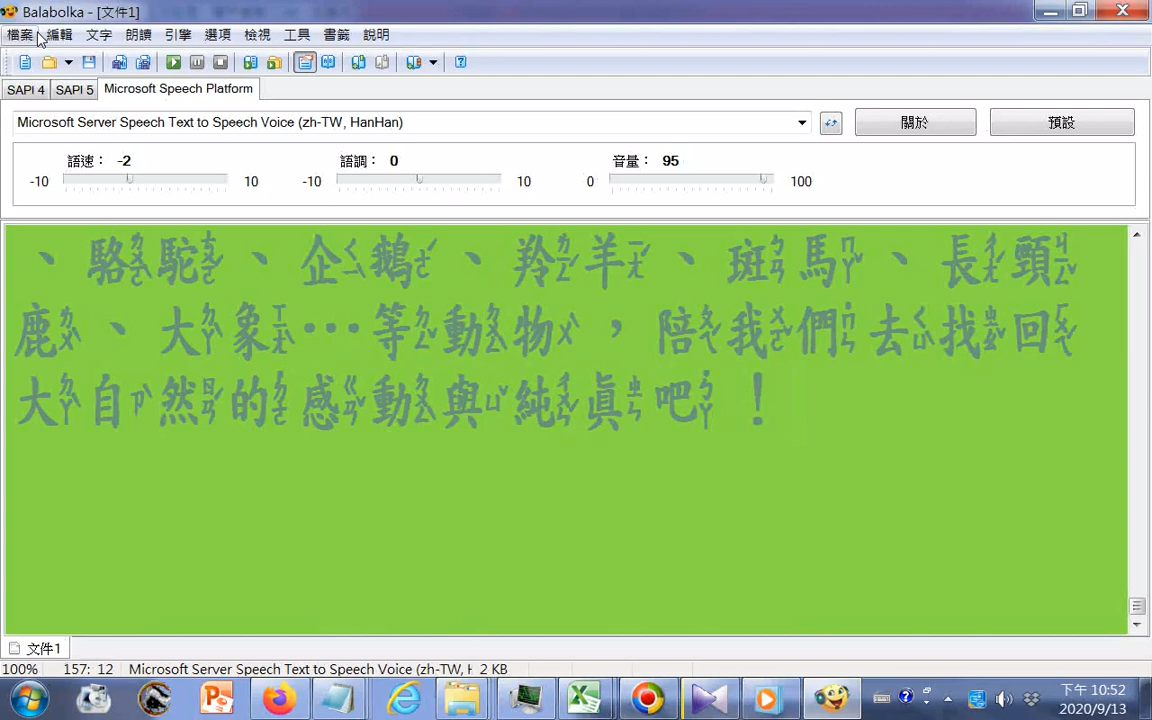 Balabolka - [文件1]
檔案 編輯 文字 朗讀 引擎 選項 檢視 工具 書籤 說明
SAPI 4 SAPI 5 Microsoft Speech Platform
Microsoft Server Speech Text to Speech Voice (zh-TW, HanHan) 關於 預設
語速： -2 語調： 0 音量： 95
-10 10 -10 10 0 100
、駱駝、企鵝、羚羊、斑馬、長頸
鹿、大象…等動物，陪我們去找回
大自然的感動與純真吧！
文件1
100% 157: 12 Microsoft Server Speech Text to Speech Voice (zh-TW, 2 KB
下午 10:52
2020/9/13